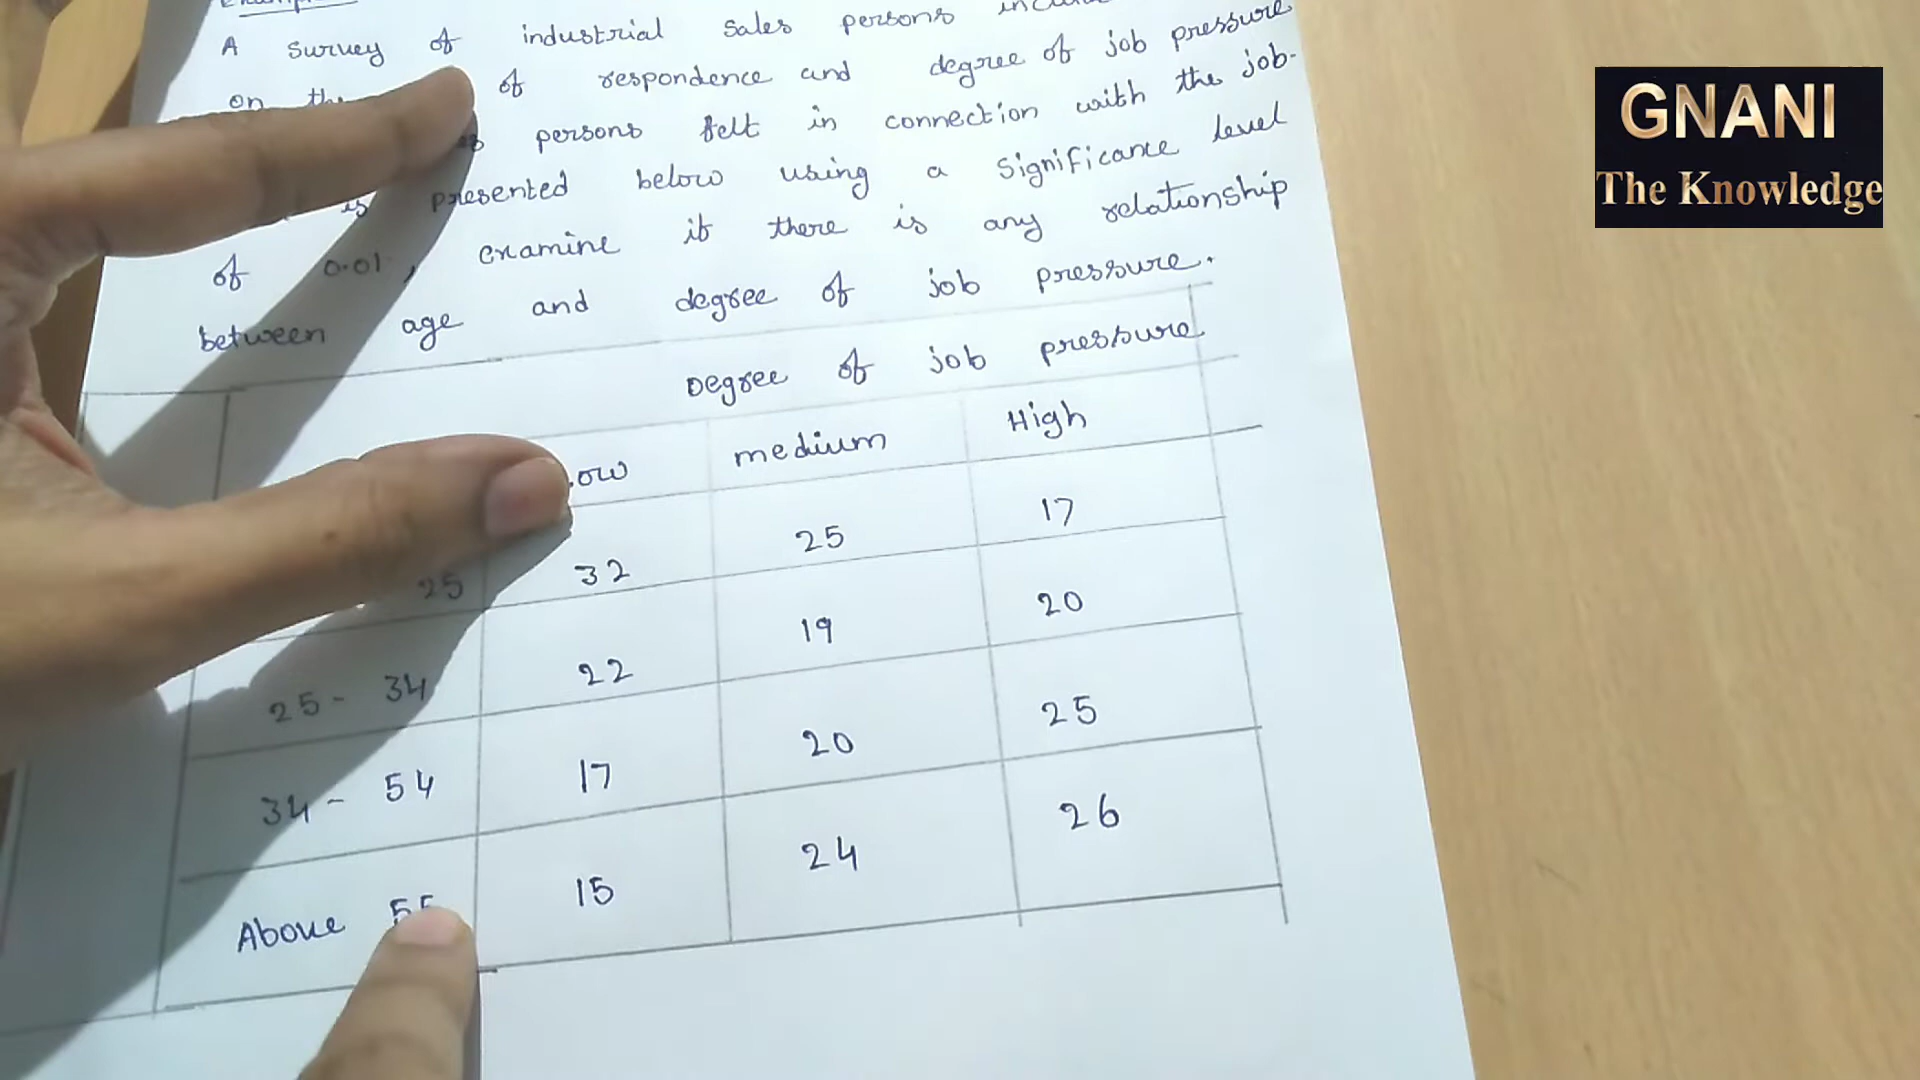 A survey of industrial sales persons
on the of respondence and degree of job pressure
persons felt in connection with the job.
is presented below using a significance level
of 0.01, examine if there is any relationship
between age and degree of job pressure.
Degree of job pressure
medium High
25 32 25 17
25 - 34 22 19 20
34 - 54 17 20 25
Above 55 15 24 26
GNANI
The Knowledge